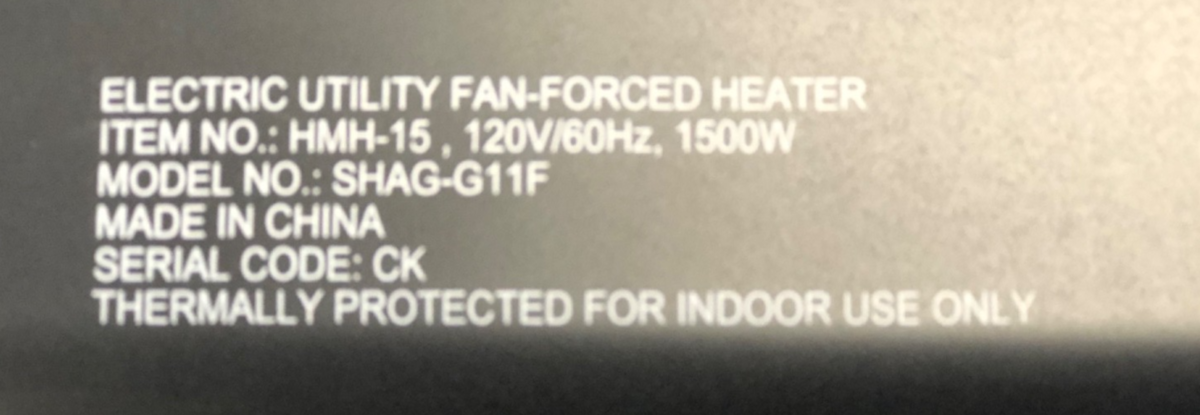 ELECTRIC UTILITY FAN-FORCED HEATER
ITEM NO.: HMH-15 , 120V/60Hz, 1500W
MODEL NO.: SHAG-G11F
MADE IN CHINA
SERIAL CODE: CK
THERMALLY PROTECTED FOR INDOOR USE ONLY